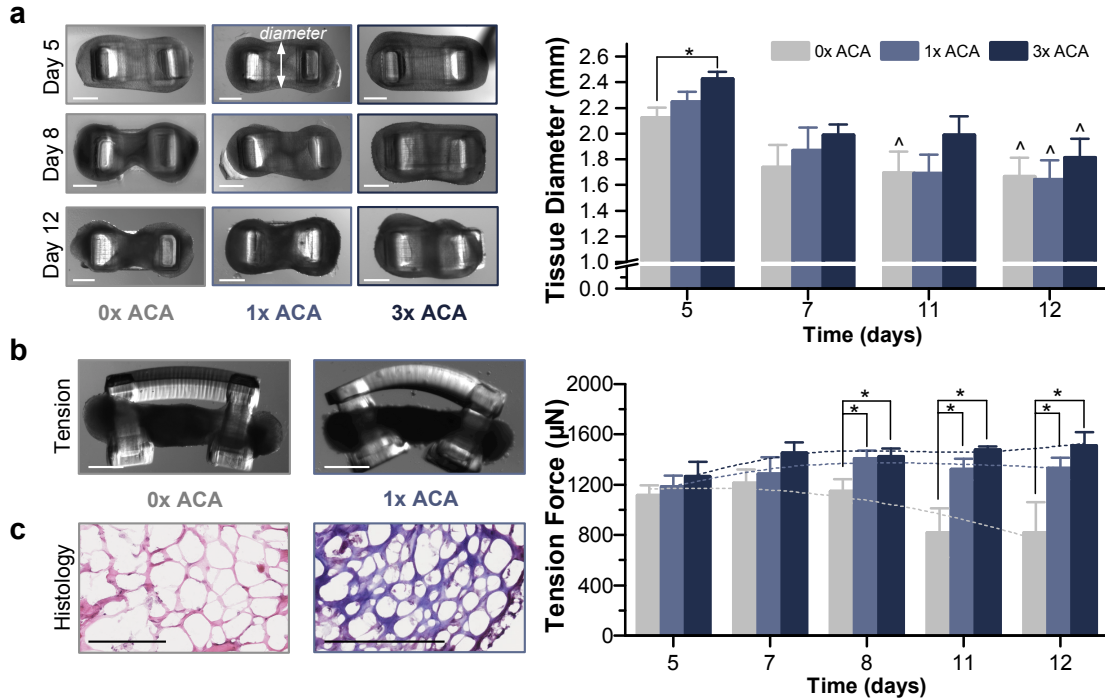 a
Day 5
diameter
Day 8
Day 12
0x ACA 1x ACA 3x ACA
Tissue Diameter (mm)
2.6
2.4
2.2
2.0
1.8
1.6
1.4
1.2
1.0
0.0
0x ACA 1x ACA 3x ACA
*
^ ^ ^ ^
5 7 11 12
Time (days)
b
Tension
0x ACA 1x ACA
c
Histology
Tension Force (µN)
2000
1800
1400
1200
800
400
0
* * * * * *
5 7 8 11 12
Time (days)